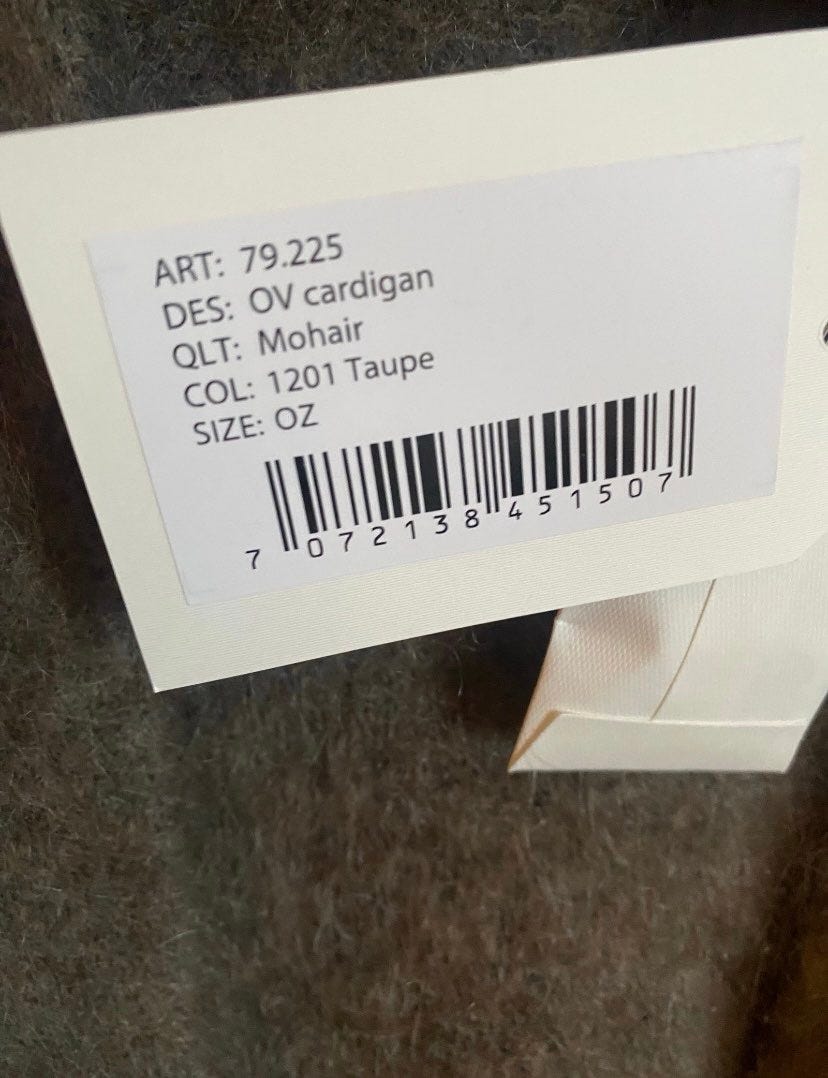 ART: 79.225
DES: OV cardigan
QLT: Mohair
COL: 1201 Taupe
SIZE: OZ
7 072138 451507